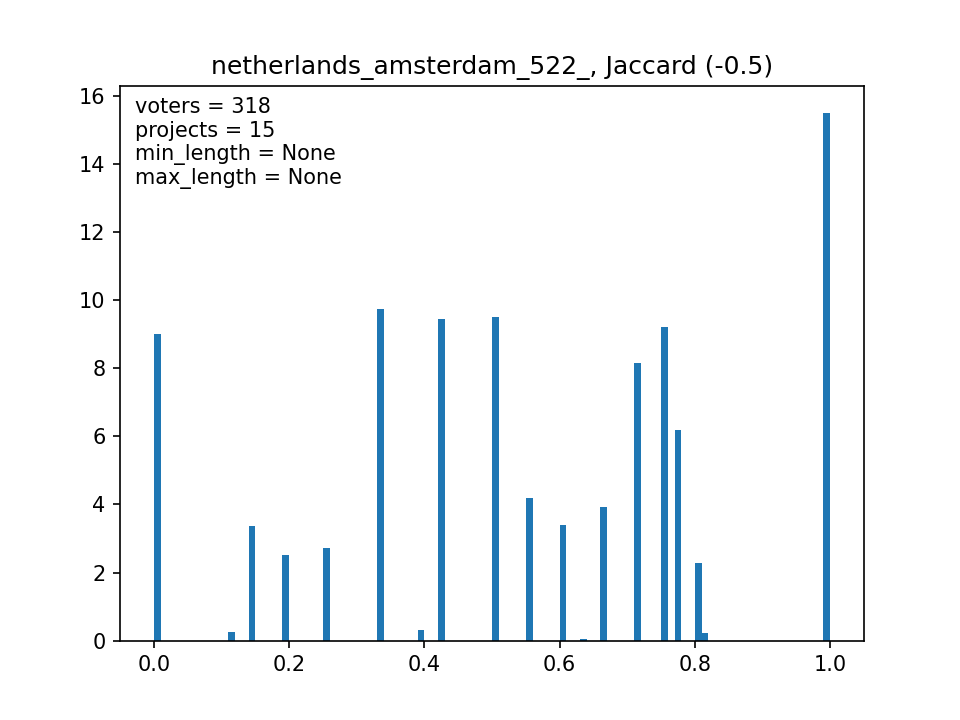 netherlands_amsterdam_522_, Jaccard (-0.5)
voters = 318
projects = 15
min_length = None
max_length = None
16
14
12
10
8
6
4
2
0
0.0 0.2 0.4 0.6 0.8 1.0